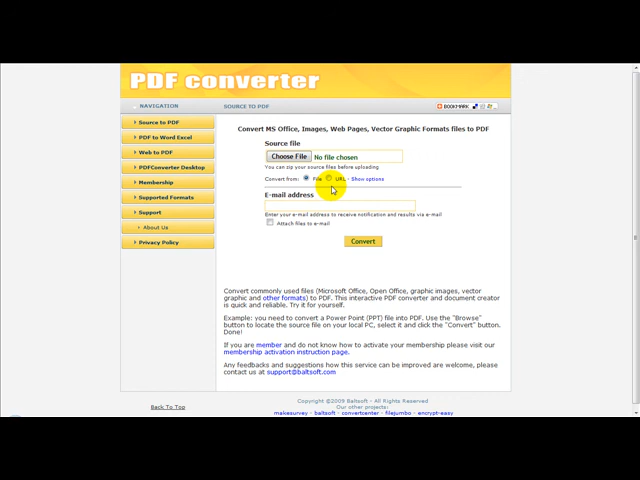 PDF converter
NAVIGATION
SOURCE TO PDF
BOOKMARK
Source to PDF
PDF to Word Excel
Web to PDF
PDFConverter Desktop
Membership
Supported Formats
Support
About Us
Privacy Policy
Convert MS Office, Images, Web Pages, Vector Graphic Formats files to PDF
Source file
Choose File No file chosen
You can zip your source files before uploading
Convert from: File URL - Show options
E-mail address
Enter your e-mail address to receive notification and results via e-mail
Attach files to e-mail
Convert
Convert commonly used files (Microsoft Office, Open Office, graphic images, vector
graphic and other formats) to PDF. This interactive PDF converter and document creator
is quick and reliable. Try it for yourself.
Example: you need to convert a Power Point (PPT) file into PDF. Use the "Browse"
button to locate the source file on your local PC, select it and click the "Convert" button.
Done!
If you are member and do not know how to activate your membership please visit our
membership activation instruction page.
Any feedbacks and suggestions how this service can be improved are welcome, please
contact us at support@baltsoft.com
Back To Top
Copyright ©2009 Baltsoft - All Rights Reserved
Our other projects:
makesurvey - baltsoft - convertcenter - filejumbo - encrypt-easy